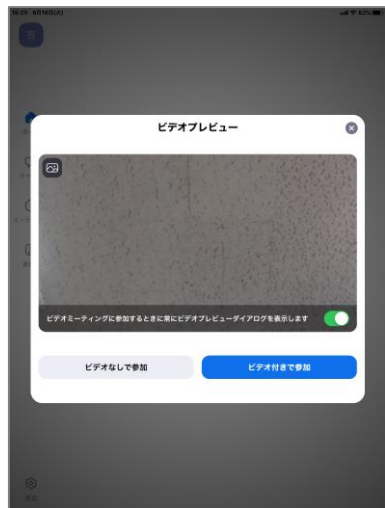 ビデオプレビュー
ビデオミーティングに参加するときに常にビデオプレビューダイアログを表示します
ビデオなしで参加
ビデオ付きで参加
設定